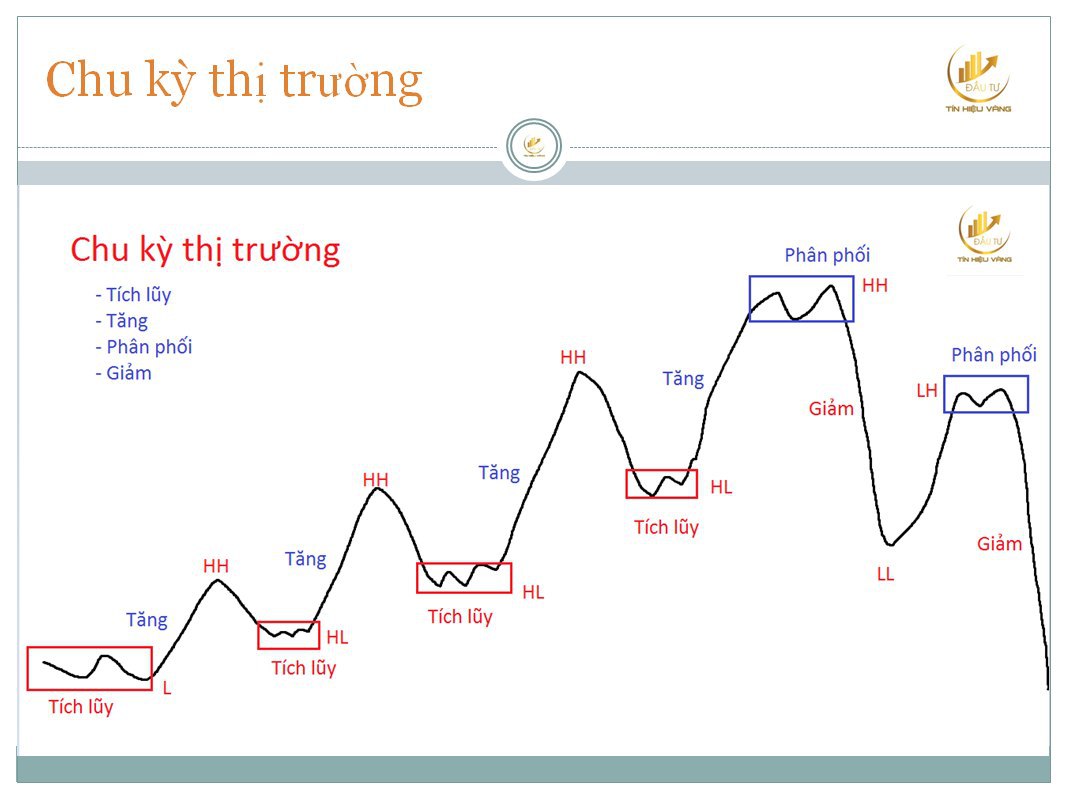 Chu kỳ thị trường
ĐẦU TƯ
TÍN HIỆU VÀNG
Chu kỳ thị trường
- Tích lũy
- Tăng
- Phân phối
- Giảm
ĐẦU TƯ
TÍN HIỆU VÀNG
Phân phối
HH
Phân phối
HH
Tăng
LH
Giảm
HH
Tăng
HL
Tích lũy
Giảm
HH
Tăng
LL
HL
Tích lũy
Tăng
HL
Tích lũy
L
Tích lũy